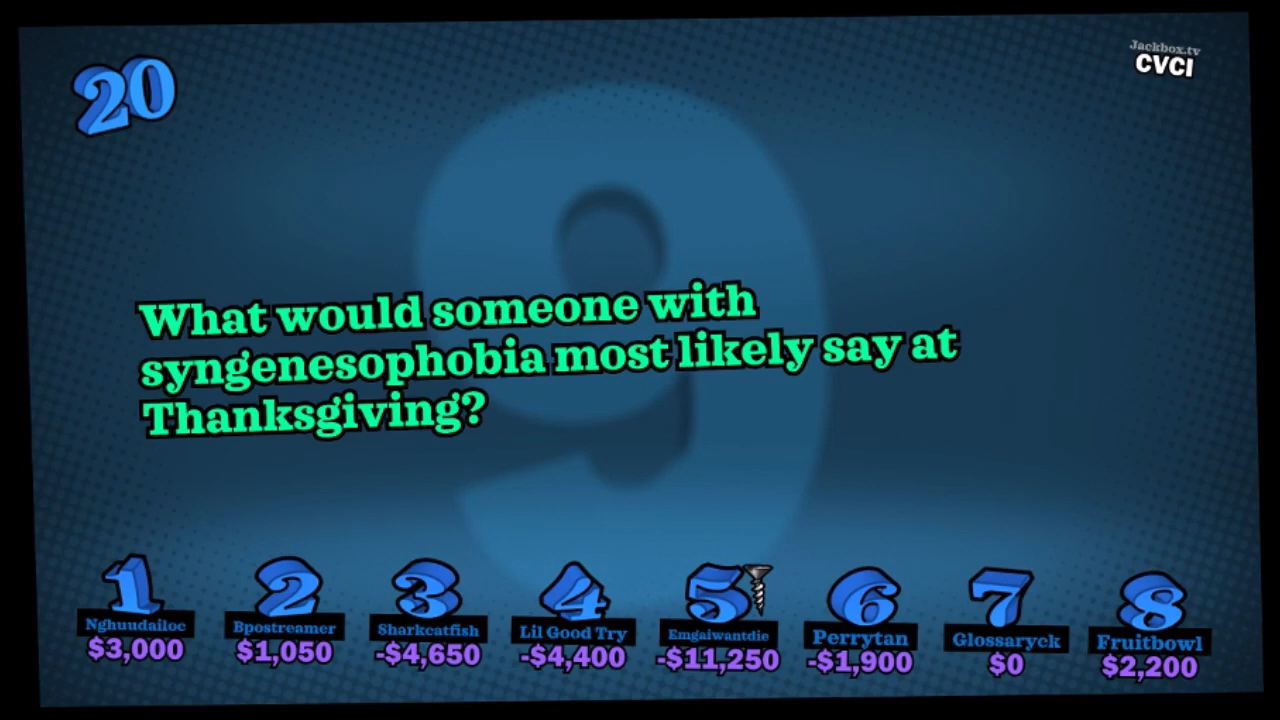 20
Jackbox.tv
CVCI
9
What would someone with
syngenesophobia most likely say at
Thanksgiving?
1 2 3 4 5 6 7 8
Nghuudailoc Bpostreamer Sharkcatfish Lil Good Try Emgaiwantdie Perrytan Glossaryck Fruitbowl
$3,000 $1,050 -$4,650 -$4,400 -$11,250 -$1,900 $0 $2,200